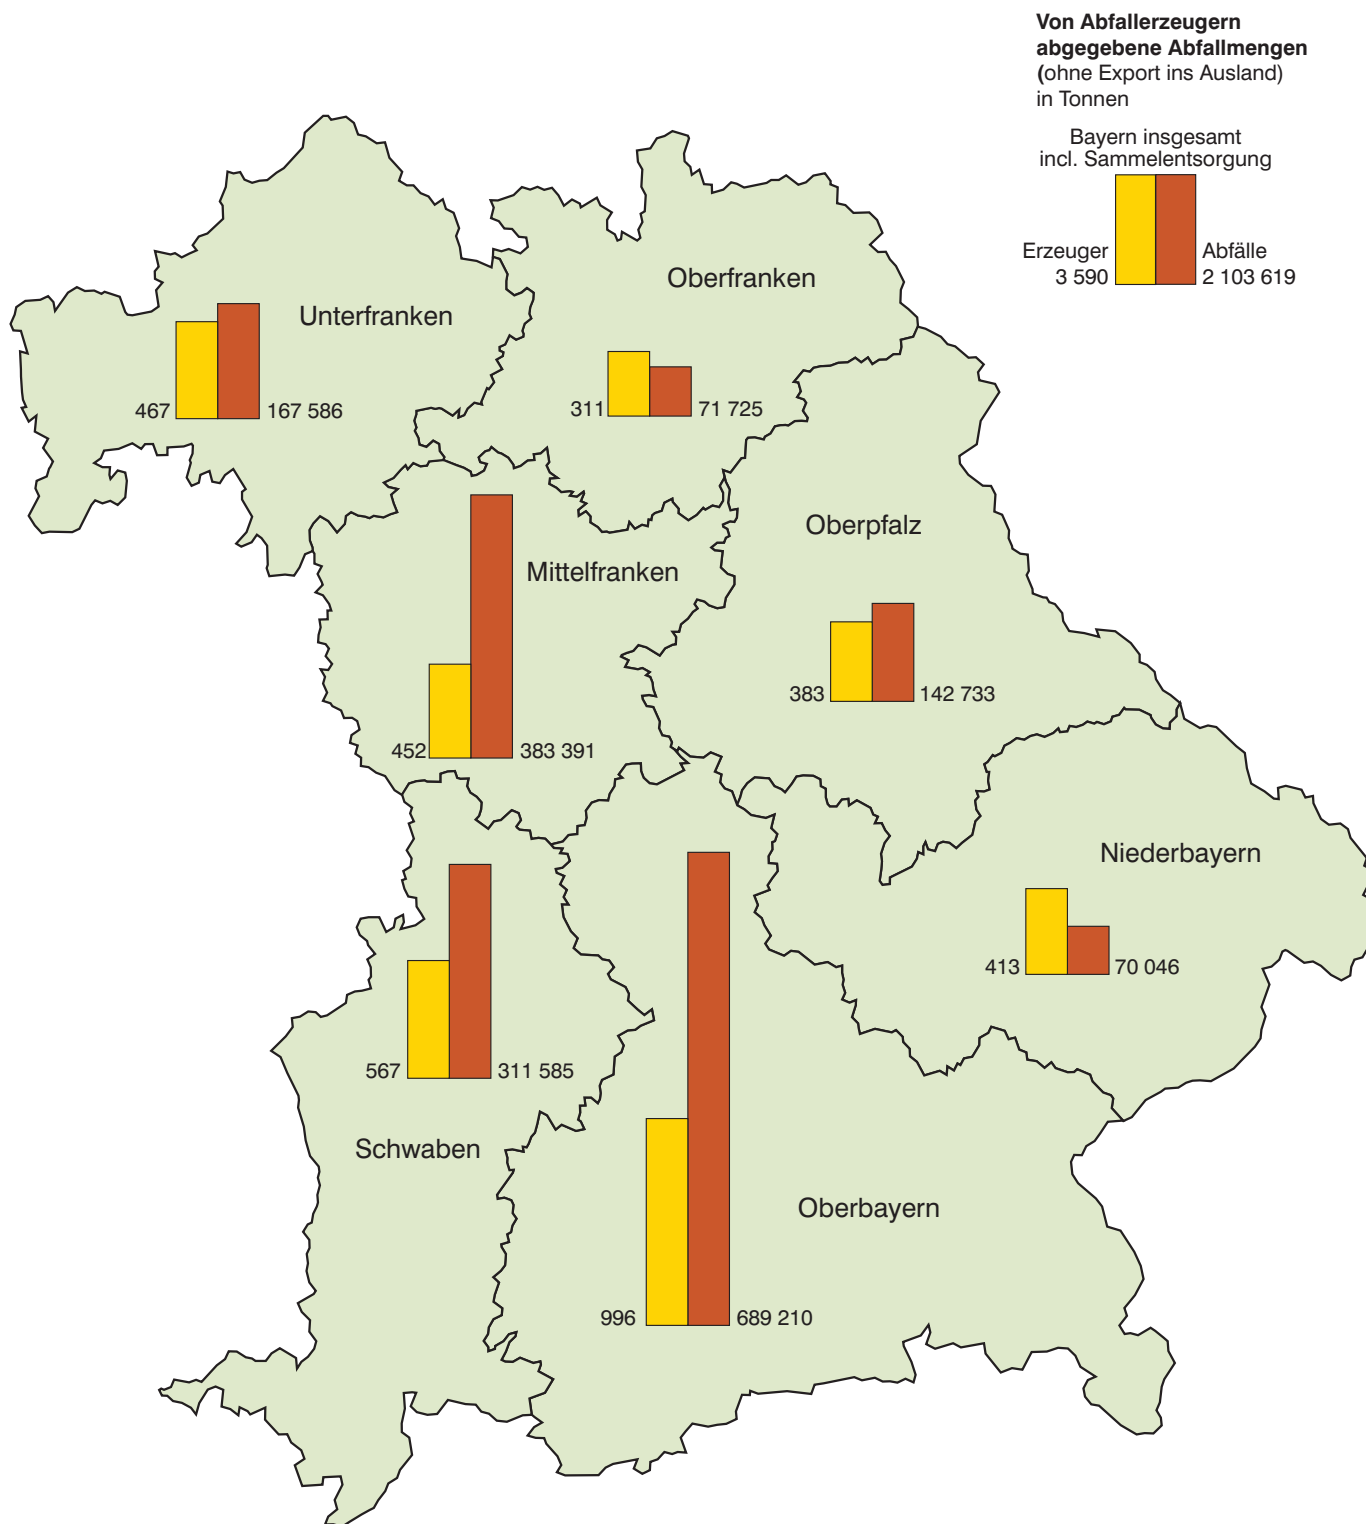 Von Abfallerzeugern
abgegebene Abfallmengen
(ohne Export ins Ausland)
in Tonnen
Bayern insgesamt
incl. Sammelentsorgung
Erzeuger
3 590
Abfälle
2 103 619
Oberfranken
311
71 725
Unterfranken
467
167 586
Oberpfalz
383
142 733
Mittelfranken
452
383 391
Niederbayern
413
70 046
567
311 585
Schwaben
Oberbayern
996
689 210